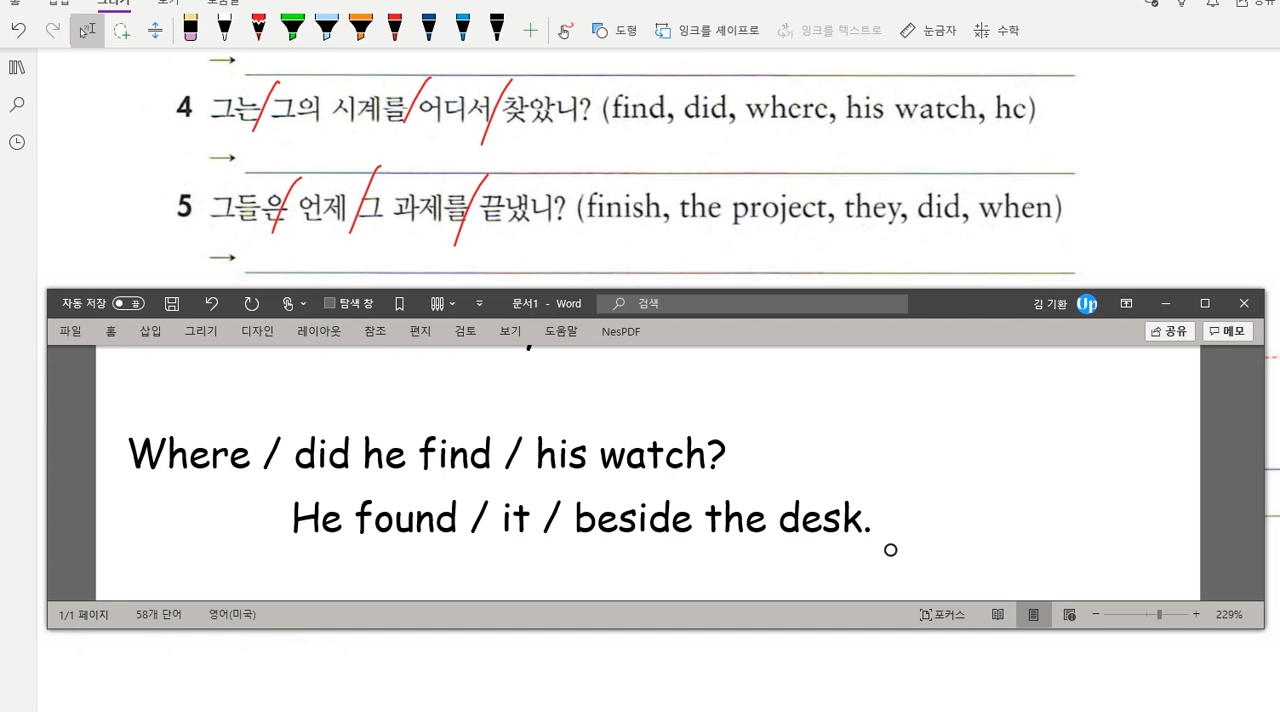 도형
잉크를 셰이프로
잉크를 텍스트로
눈금자
수학
→
4 그는/ 그의 시계를/ 어디서/ 찾았니? (find, did, where, his watch, he)
→
5 그들은/ 언제/ 그 과제를/ 끝냈니? (finish, the project, they, did, when)
→
자동 저장 탐색 창 문서1 - Word 검색 김 기환 Up
파일 홈 삽입 그리기 디자인 레이아웃 참조 편지 검토 보기 도움말 NesPDF 공유 메모
Where / did he find / his watch?
He found / it / beside the desk.
1/1 페이지 58개 단어 영어(미국) 포커스 229%